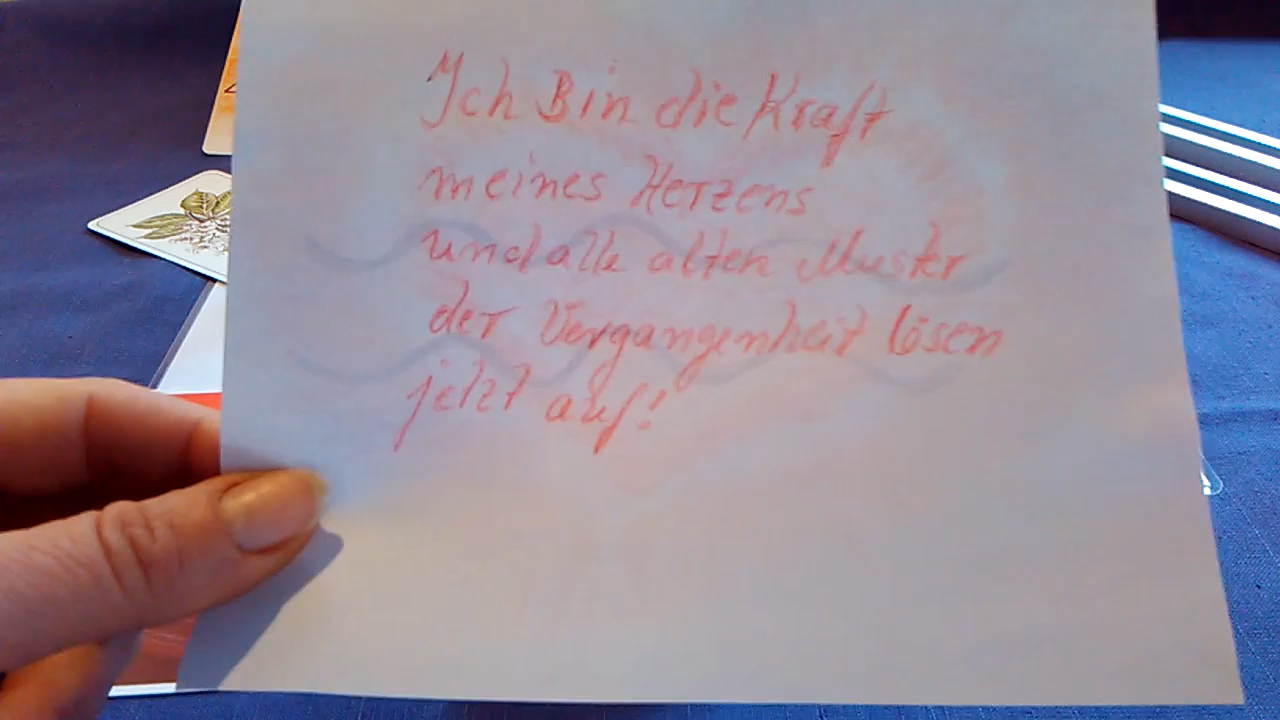 Ich Bin die Kraft
meines Herzens
und alle alten Muster
der Vergangenheit lösen
jetzt auf!